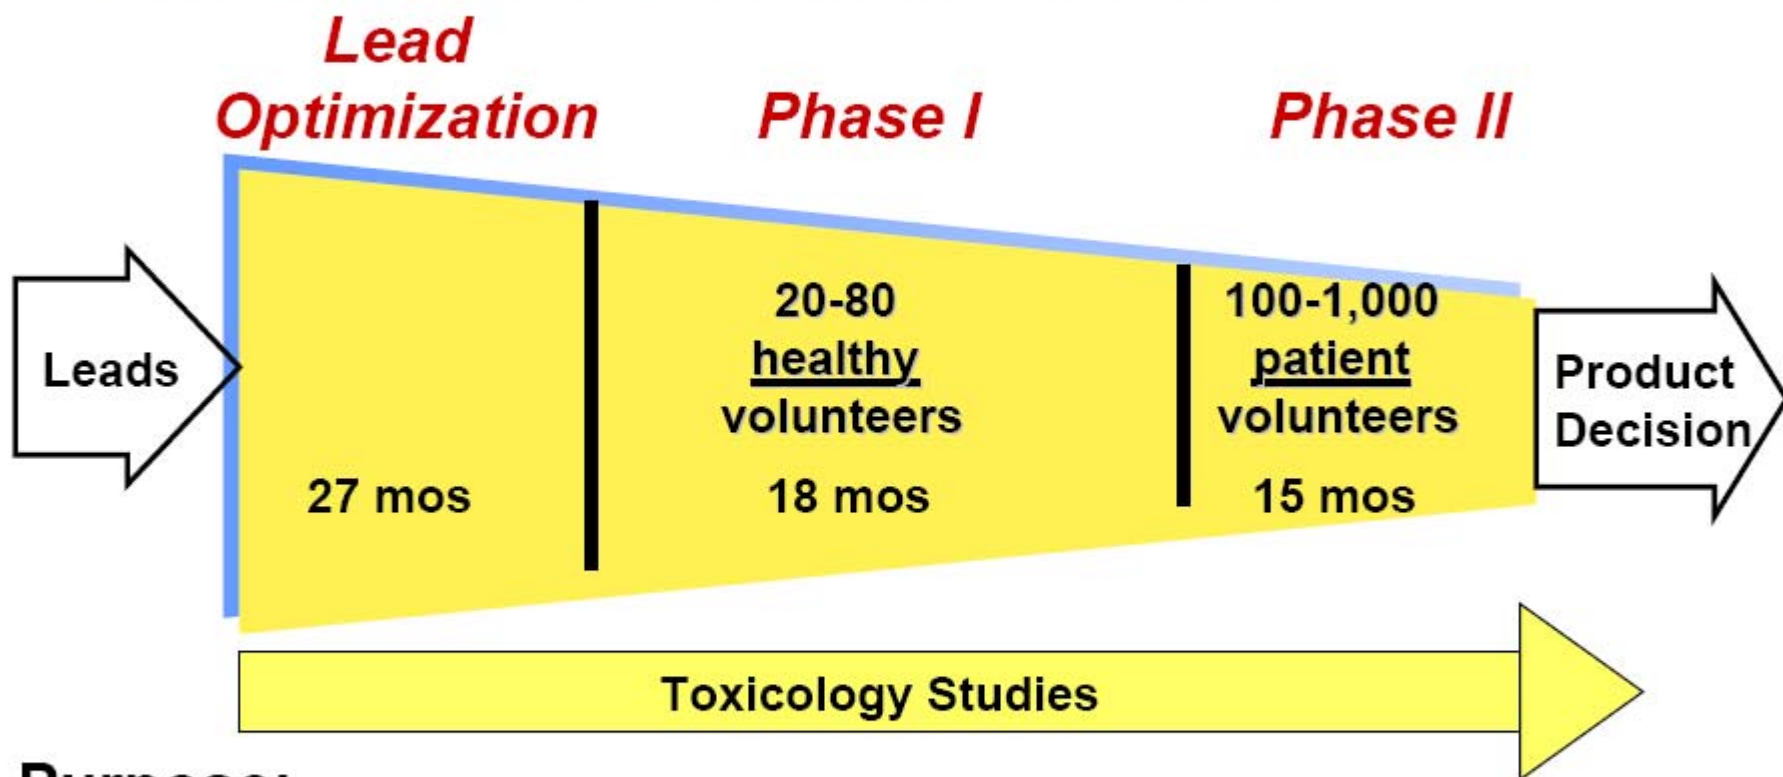 Lead
Optimization
Phase I
Phase II
Leads
20-80
healthy
volunteers
27 mos
18 mos
100-1,000
patient
volunteers
15 mos
Product
Decision
Toxicology Studies
Purpose: